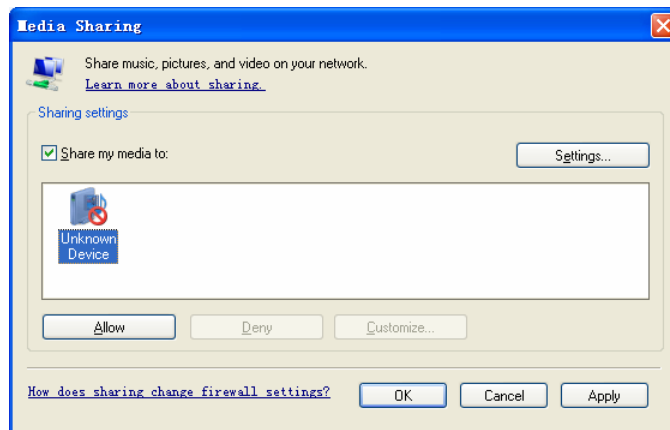 Media Sharing
Share music, pictures, and video on your network.
Learn more about sharing.
Sharing settings
Share my media to:
Settings...
Unknown
Device
Allow
Deny
Customize...
How does sharing change firewall settings?
OK
Cancel
Apply